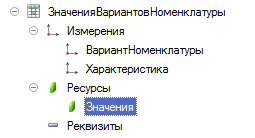 ЗначенияВариантовНоменклатуры
Измерения
ВариантНоменклатуры
Характеристика
Ресурсы
Значения
Реквизиты